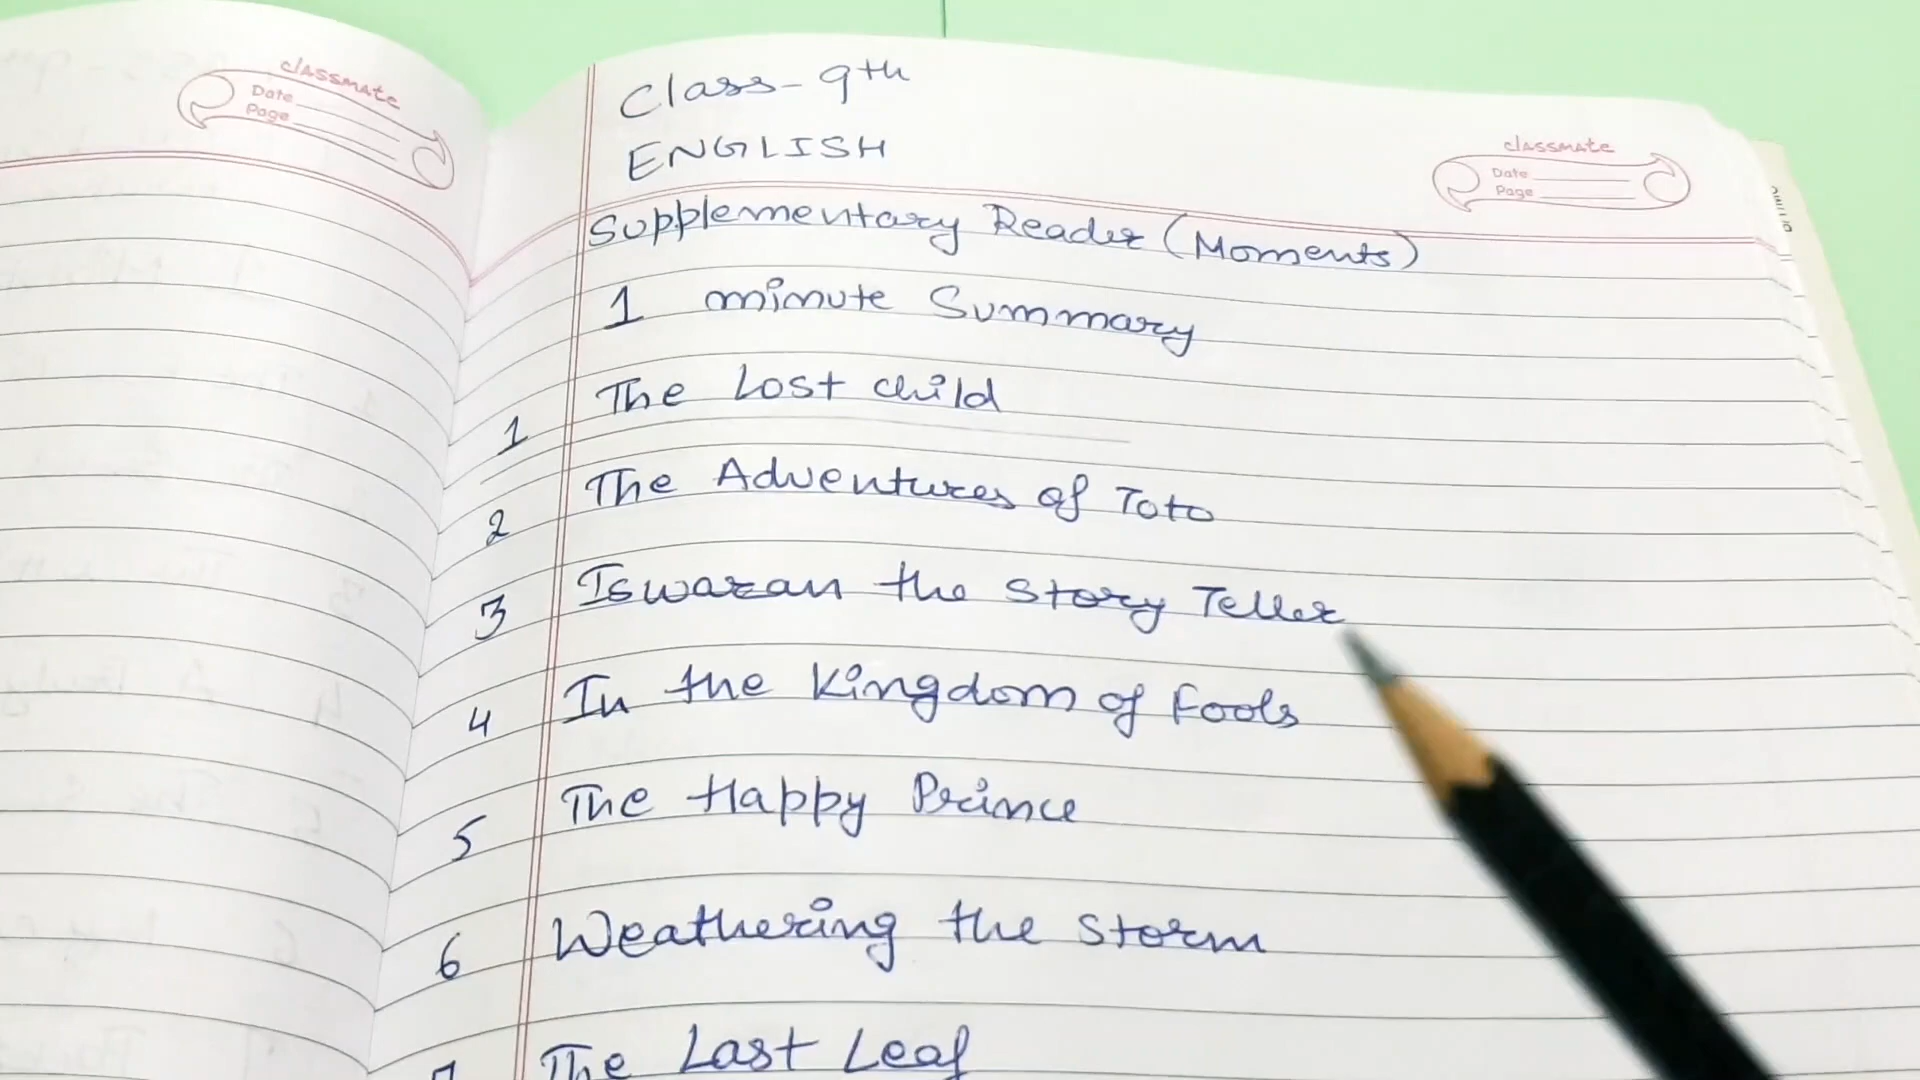 classmate
Date
Page
Class-9th
ENGLISH
classmate
Date
Page
Supplementary Reader (Moments)
1 minute Summary
1 The Lost child
2 The Adventures of Toto
3 Iswaran the Story Teller
4 In the Kingdom of Fools
5 The Happy Prince
6 Weathering the Storm
7 The Last Leaf